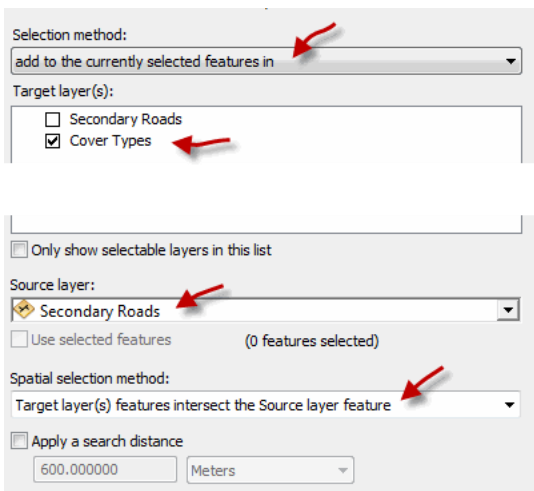 Selection method:
add to the currently selected features in
Target layer(s):
Secondary Roads
Cover Types
Only show selectable layers in this list
Source layer:
Secondary Roads
Use selected features (0 features selected)
Spatial selection method:
Target layer(s) features intersect the Source layer feature
Apply a search distance
600.000000 Meters